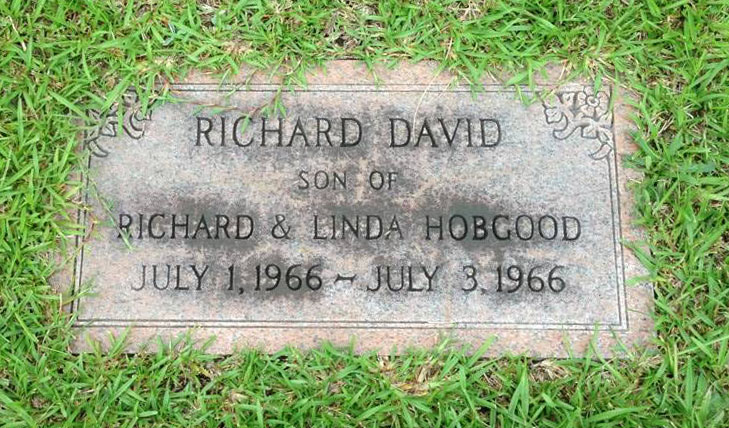 RICHARD DAVID
SON OF
RICHARD & LINDA HOBGOOD
JULY 1, 1966 ~ JULY 3, 1966